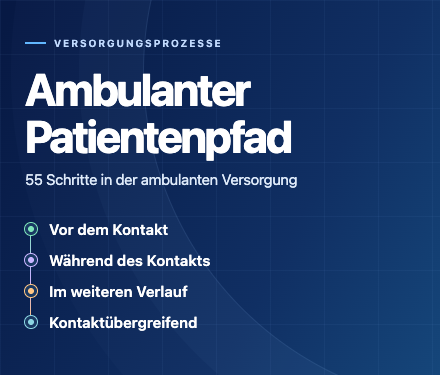 VERSORGUNGSPROZESSE
Ambulanter
Patientenpfad
55 Schritte in der ambulanten Versorgung
Vor dem Kontakt
Während des Kontakts
Im weiteren Verlauf
Kontaktübergreifend